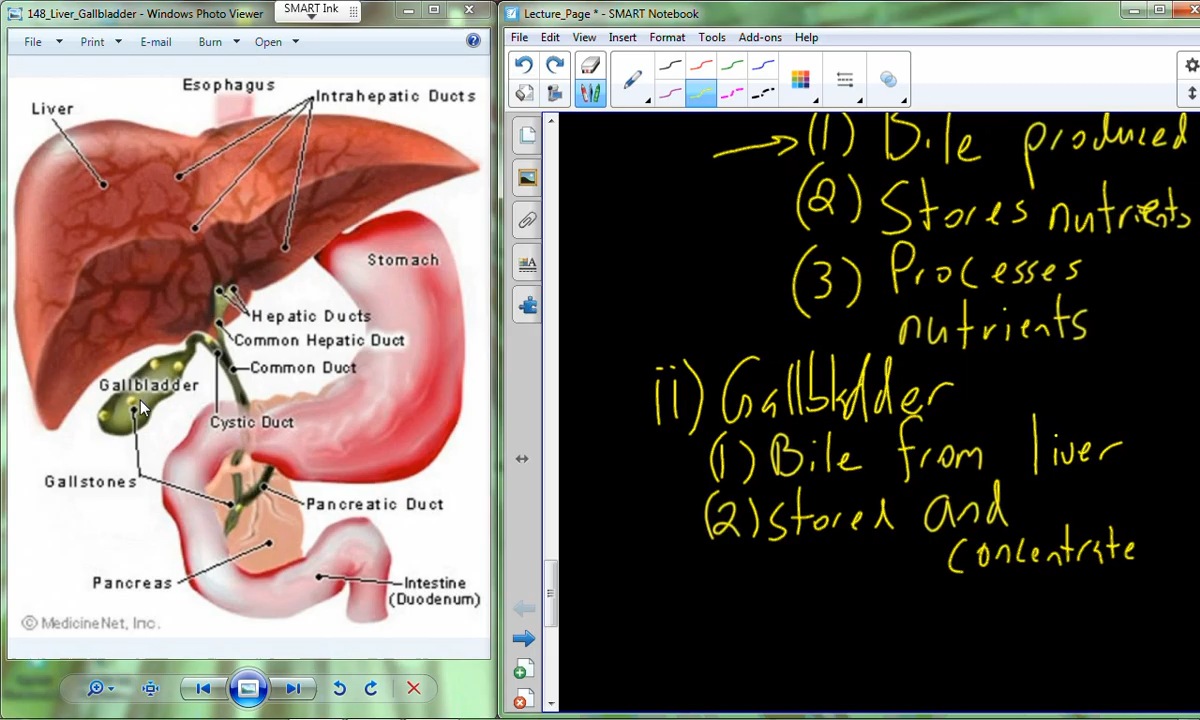 148_Liver_Gallbladder - Windows Photo Viewer
SMART Ink
File Print E-mail Burn Open
Esophagus
Liver
Intrahepatic Ducts
Stomach
Hepatic Ducts
Common Hepatic Duct
Common Duct
Gallbladder
Cystic Duct
Gallstones
Pancreatic Duct
Pancreas
Intestine
(Duodenum)
© MedicineNet, Inc.
Lecture_Page * - SMART Notebook
File Edit View Insert Format Tools Add-ons Help
(1) Bile produced
(2) Stores nutrients
(3) Processes
nutrients
ii) Gallbladder
(1) Bile from liver
(2) Stored and
concentrate